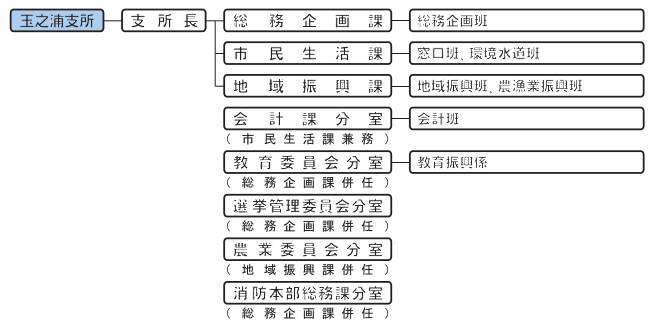 玉之浦支所 支所長 総務企画課 総務企画班
市民生活課 窓口班、環境水道班
地域振興課 地域振興班、農漁業振興班
会計課分室 会計班
(市民生活課兼務)
教育委員会分室 教育振興係
(総務企画課併任)
選挙管理委員会分室
(総務企画課併任)
農業委員会分室
(地域振興課併任)
消防本部総務課分室
(総務企画課併任)